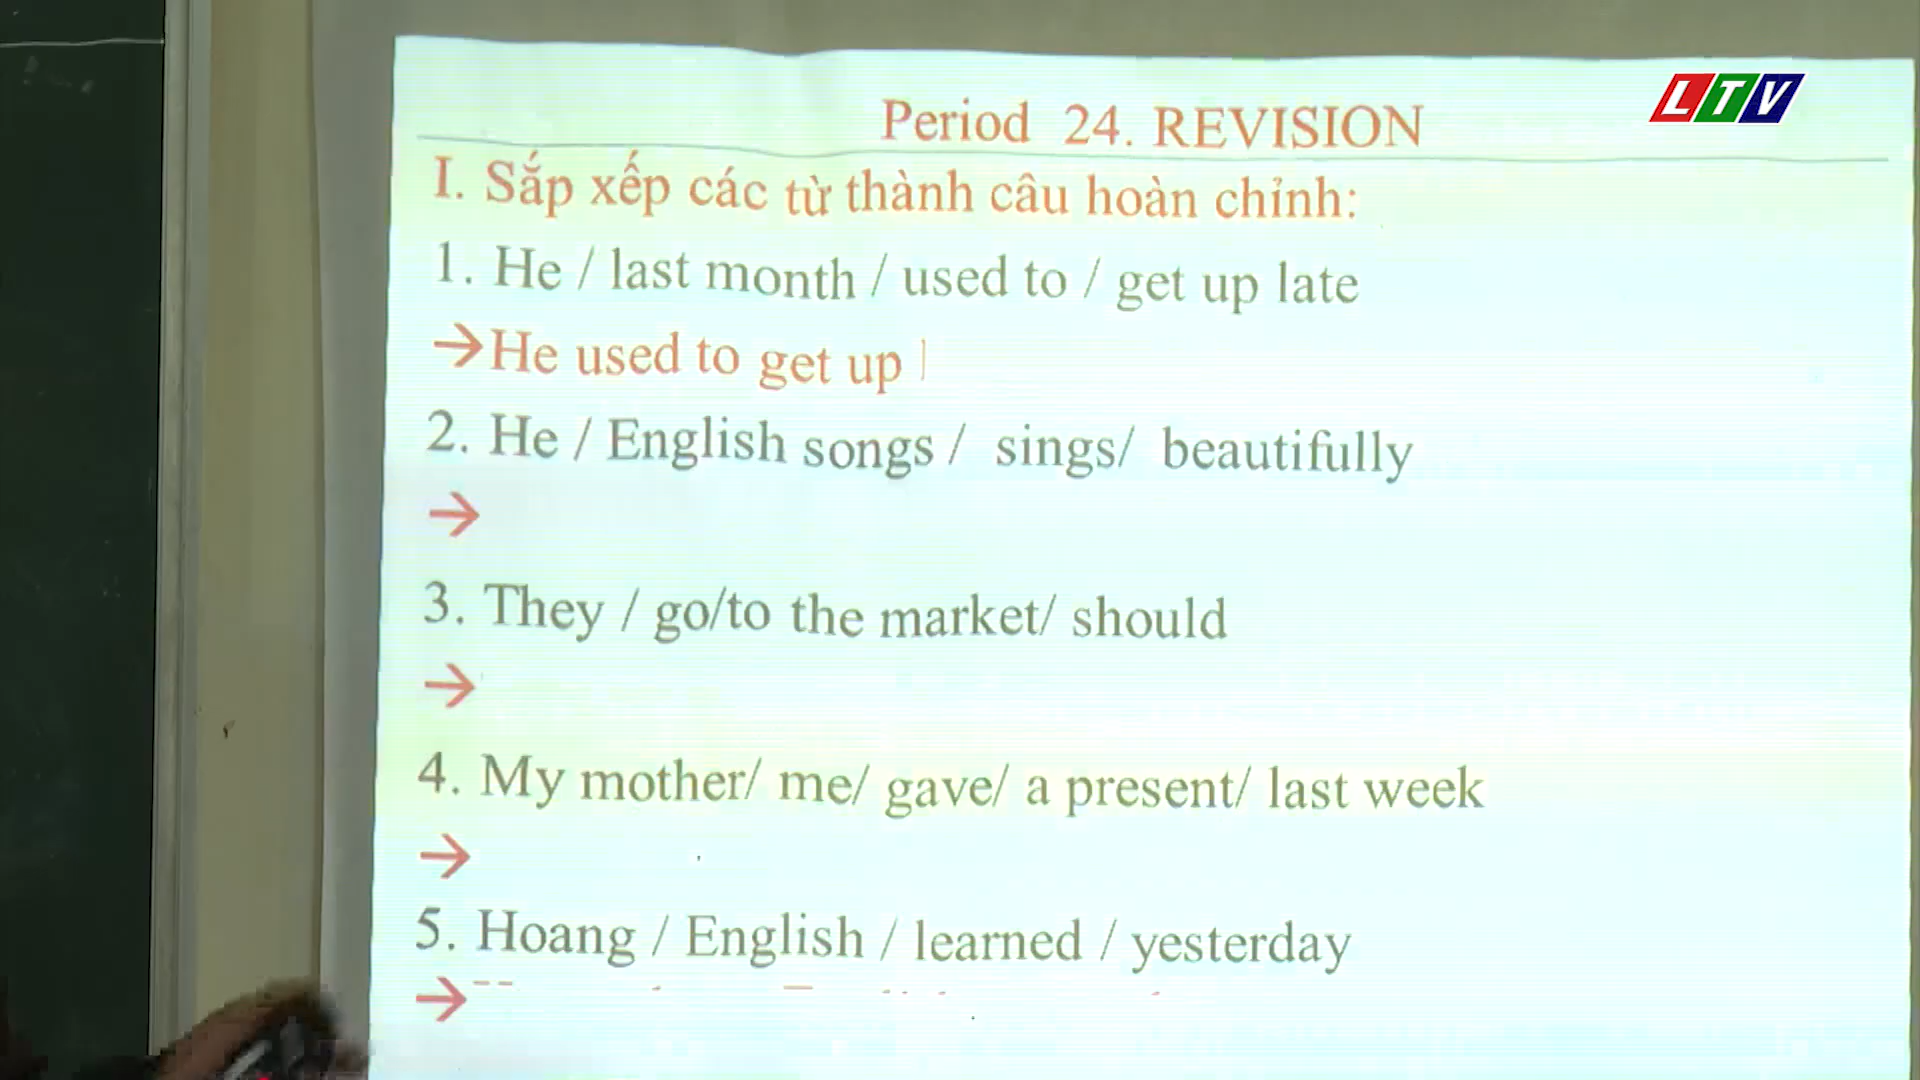 LTV
Period 24. REVISION
I. Sắp xếp các từ thành câu hoàn chỉnh:
1. He / last month / used to / get up late
→He used to get up l
2. He / English songs / sings/ beautifully
→
3. They / go/to the market/ should
→
4. My mother/ me/ gave/ a present/ last week
→
5. Hoang / English / learned / yesterday
→